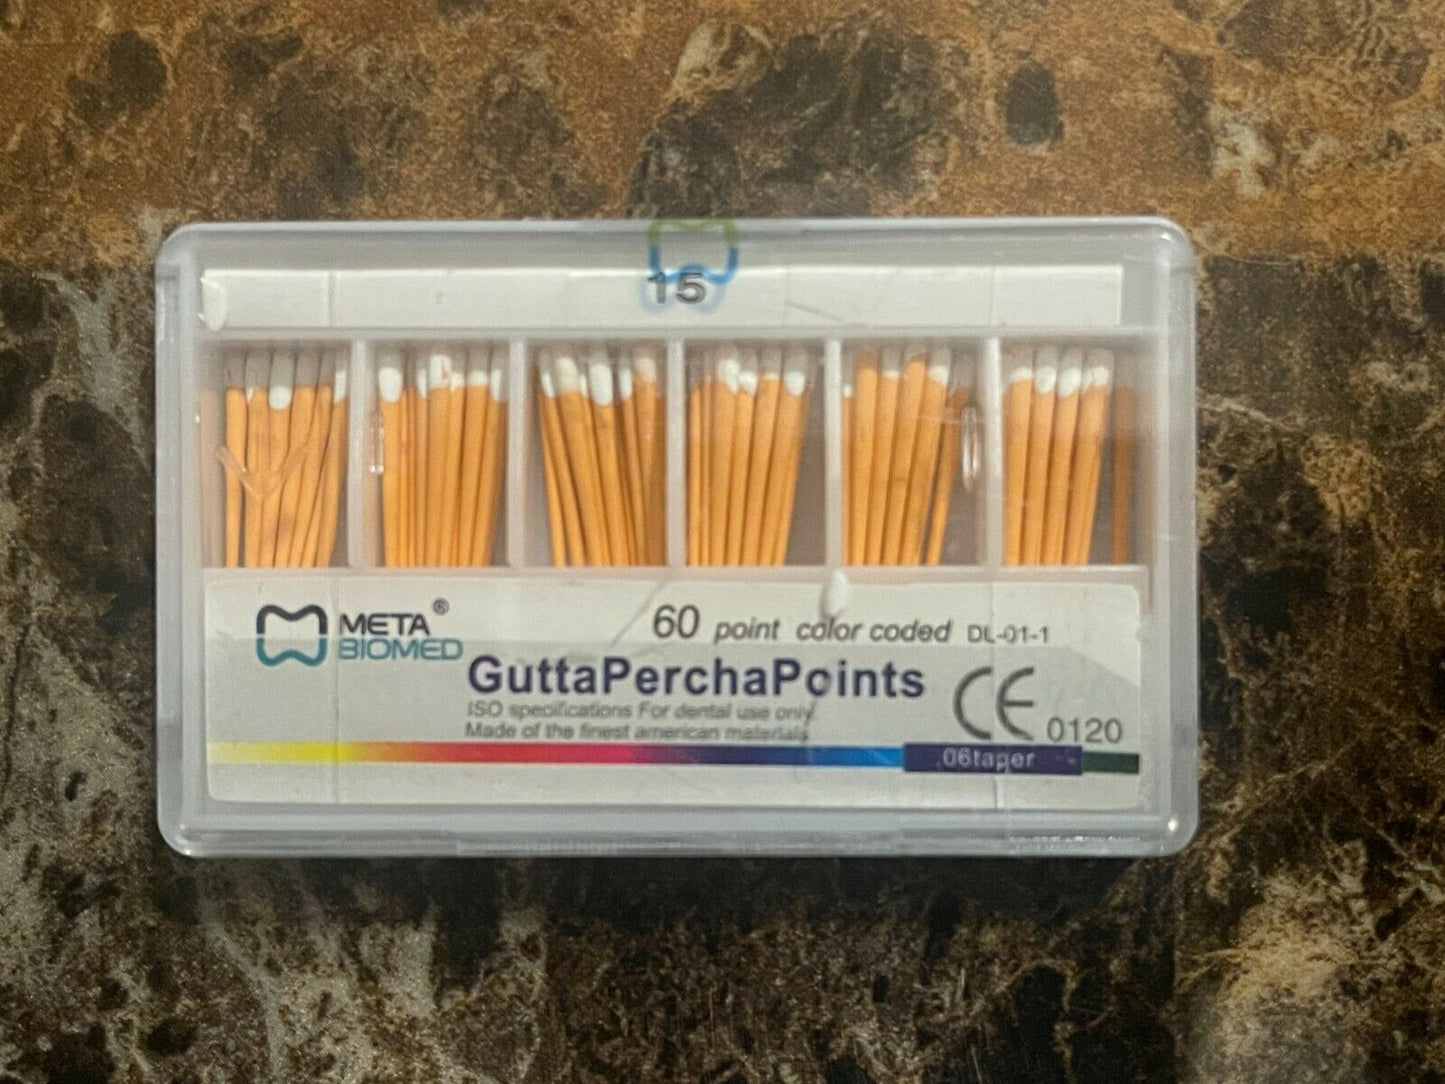 15
META®
BIOMED
60 point color coded DL-01-1
GuttaPerchaPoints
ISO specifications For dental use only.
Made of the finest american materials
CE 0120
.06taper